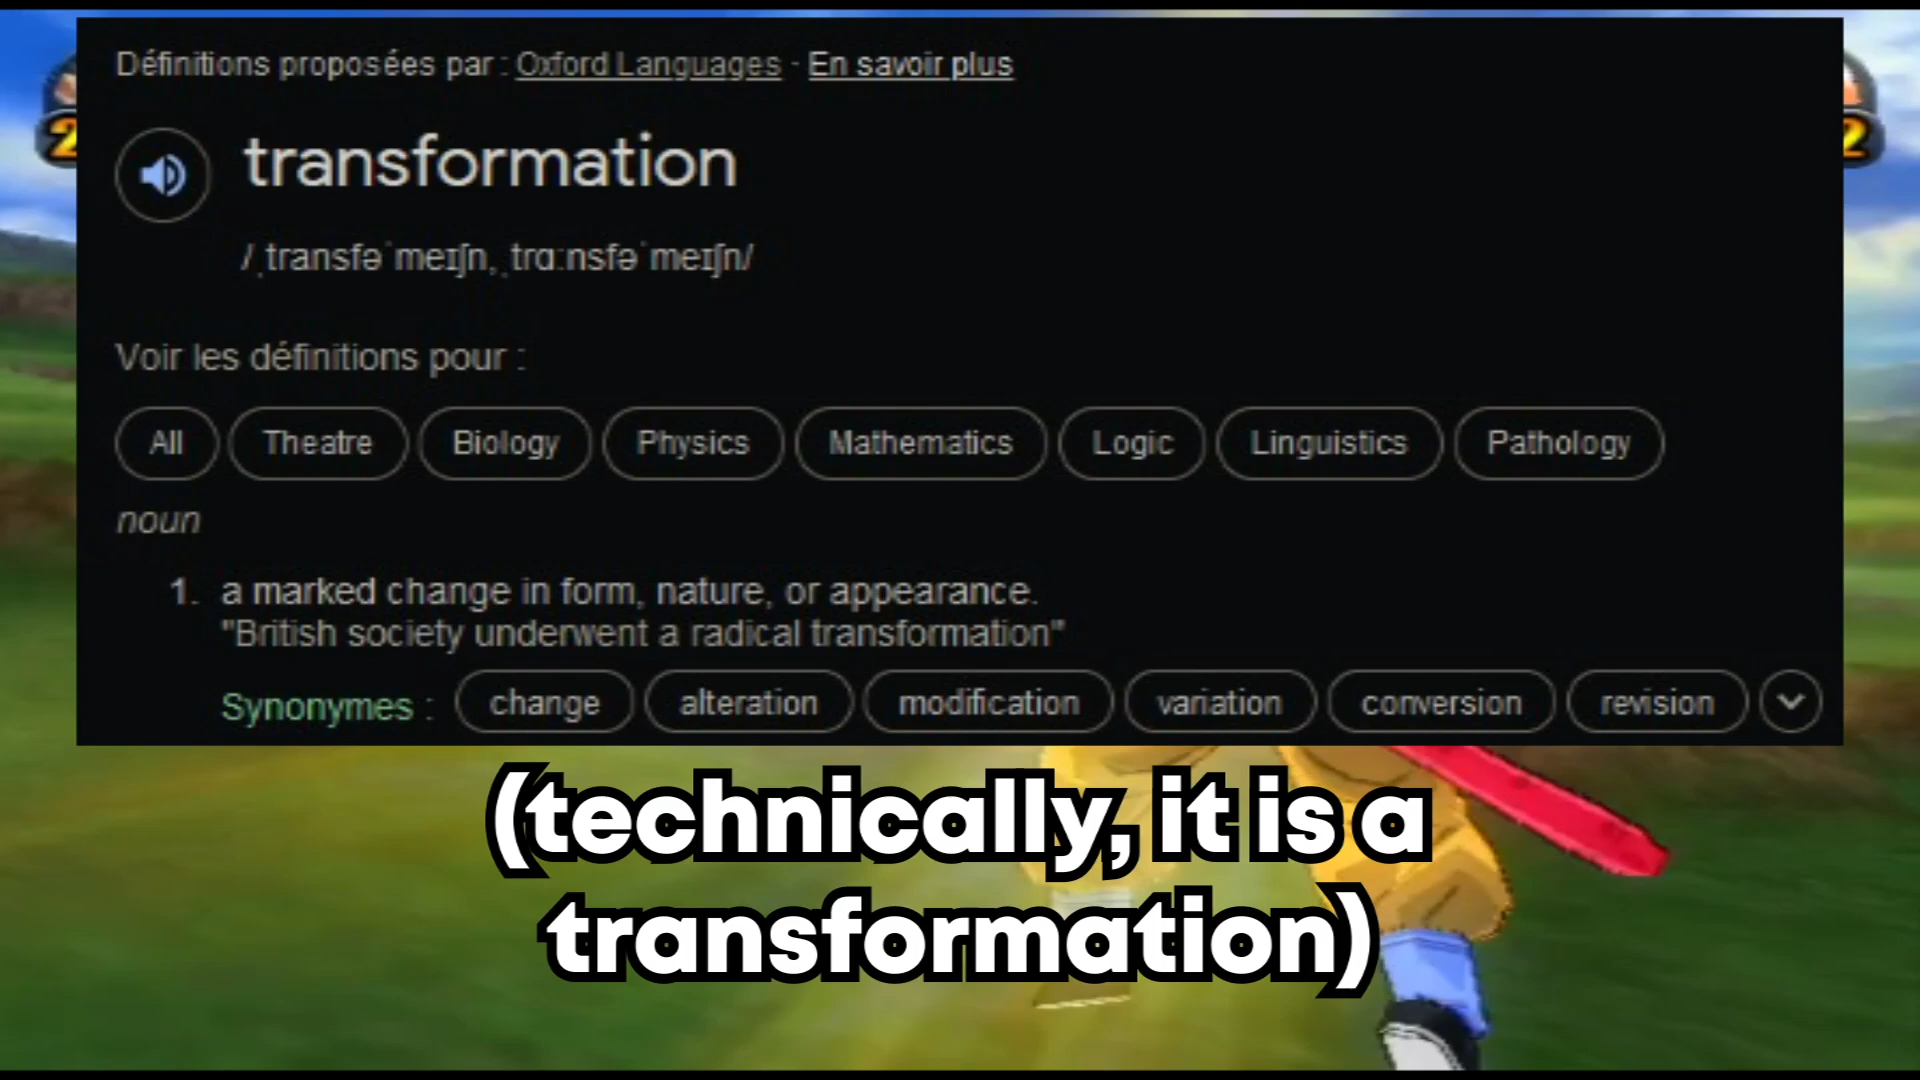 Définitions proposées par : Oxford Languages · En savoir plus
transformation
/ˌtransfəˈmeɪʃn,ˌtrɑːnsfəˈmeɪʃn/
Voir les définitions pour :
All Theatre Biology Physics Mathematics Logic Linguistics Pathology
noun
1. a marked change in form, nature, or appearance.
"British society underwent a radical transformation"
Synonymes : change alteration modification variation conversion revision
2 2
(technically, it is a
transformation)